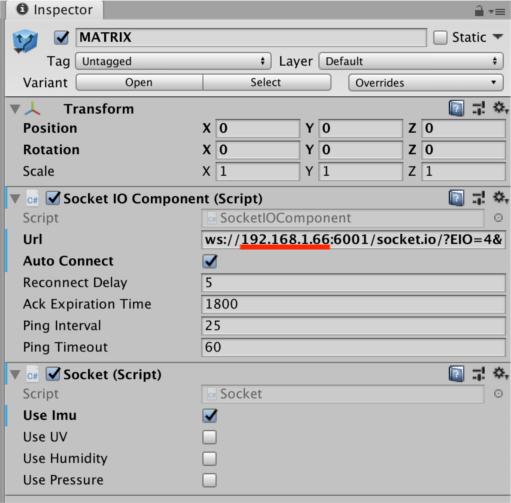 Inspector
MATRIX Static
Tag Untagged Layer Default
Variant Open Select Overrides
Transform
Position X 0 Y 0 Z 0
Rotation X 0 Y 0 Z 0
Scale X 1 Y 1 Z 1
Socket IO Component (Script)
Script SocketIOComponent
Url ws://192.168.1.66:6001/socket.io/?EIO=4&
Auto Connect
Reconnect Delay 5
Ack Expiration Time 1800
Ping Interval 25
Ping Timeout 60
Socket (Script)
Script Socket
Use Imu
Use UV
Use Humidity
Use Pressure